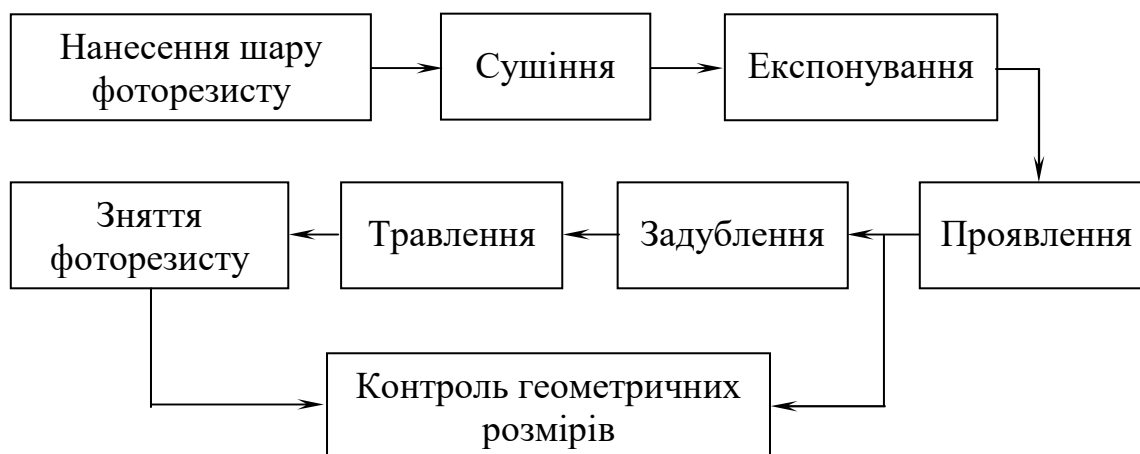 Нанесення шару
фоторезисту
Сушіння
Експонування
Зняття
фоторезисту
Травлення
Задублення
Проявлення
Контроль геометричних
розмірів